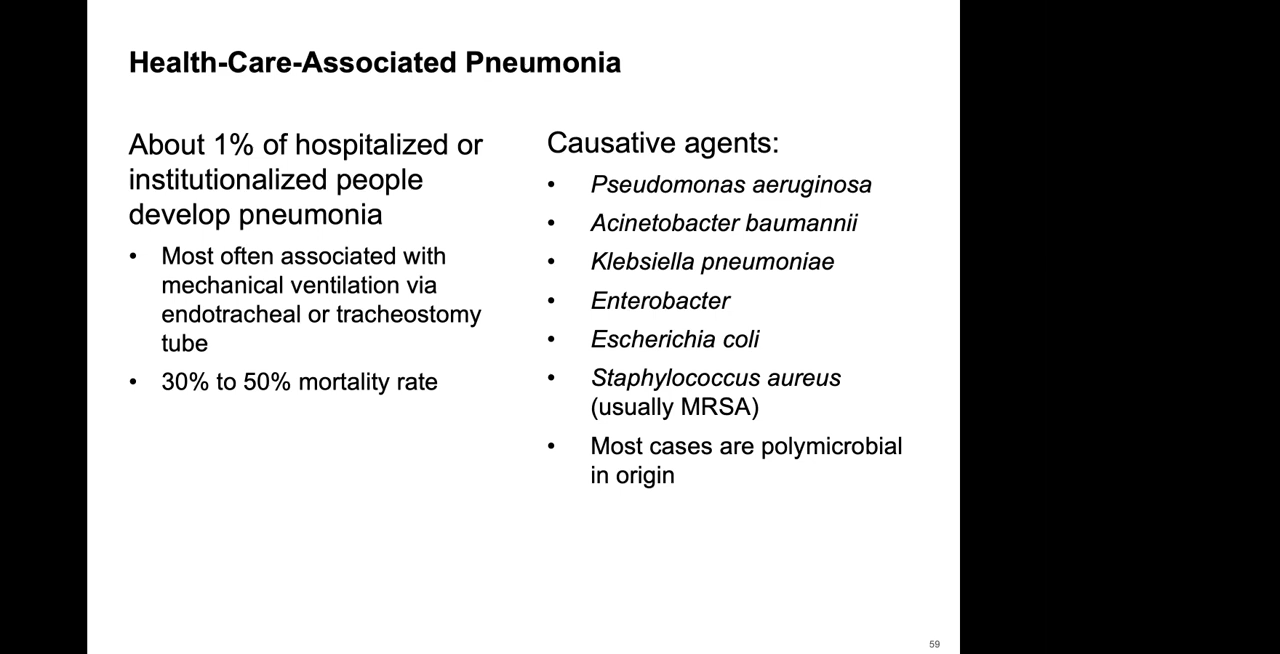 Health-Care-Associated Pneumonia
About 1% of hospitalized or
institutionalized people
develop pneumonia
• Most often associated with
mechanical ventilation via
endotracheal or tracheostomy
tube
• 30% to 50% mortality rate
Causative agents:
• Pseudomonas aeruginosa
• Acinetobacter baumannii
• Klebsiella pneumoniae
• Enterobacter
• Escherichia coli
• Staphylococcus aureus
(usually MRSA)
• Most cases are polymicrobial
in origin
59